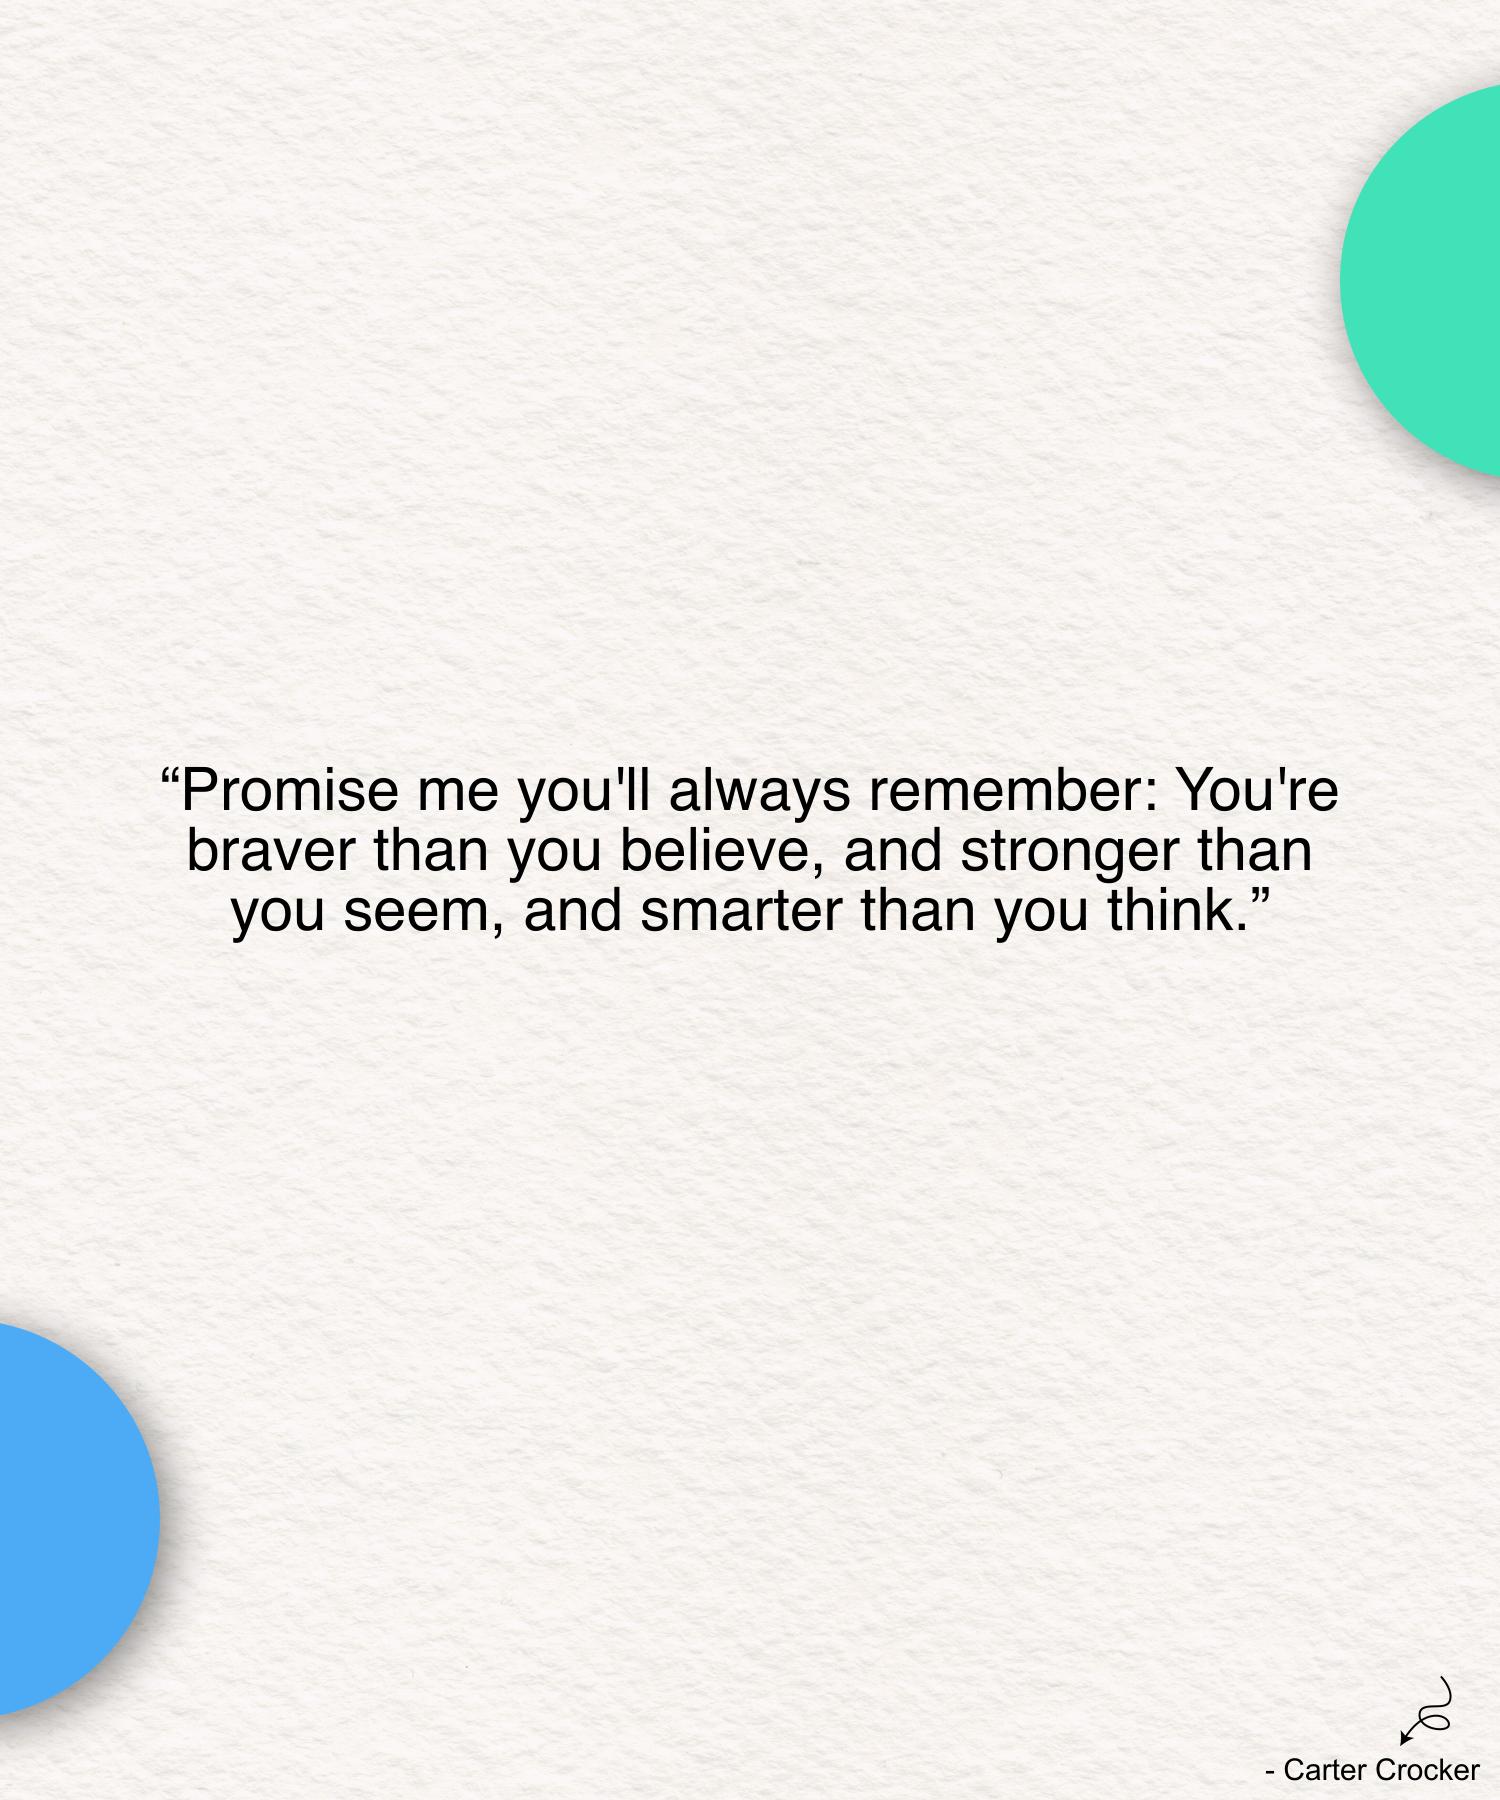 “Promise me you'll always remember: You're
braver than you believe, and stronger than
you seem, and smarter than you think.”
- Carter Crocker